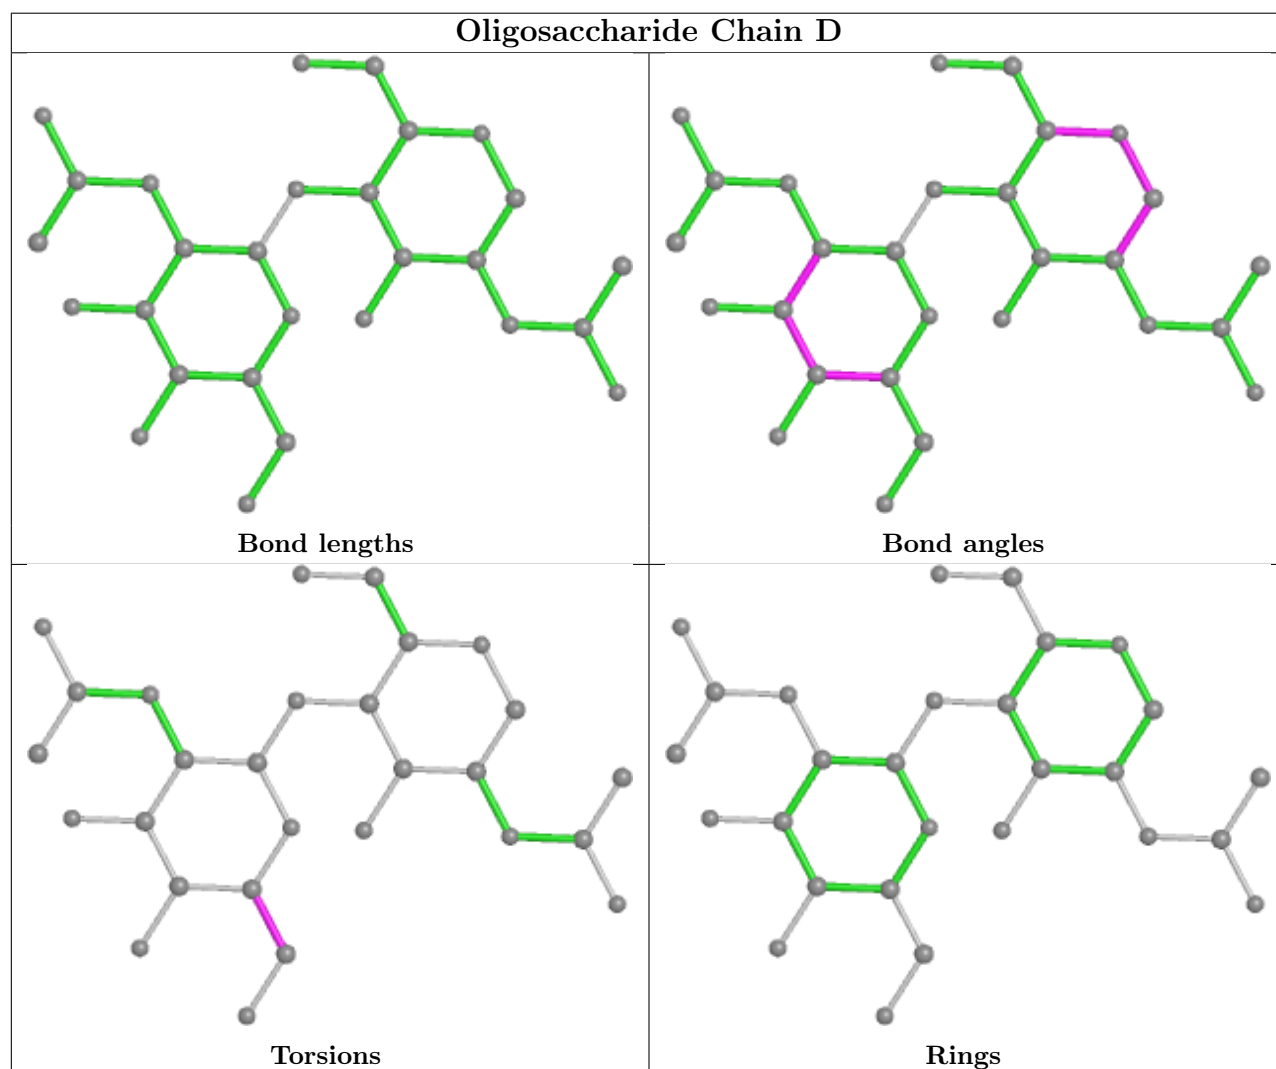 Oligosaccharide Chain D
Bond lengths
Bond angles
Torsions
Rings